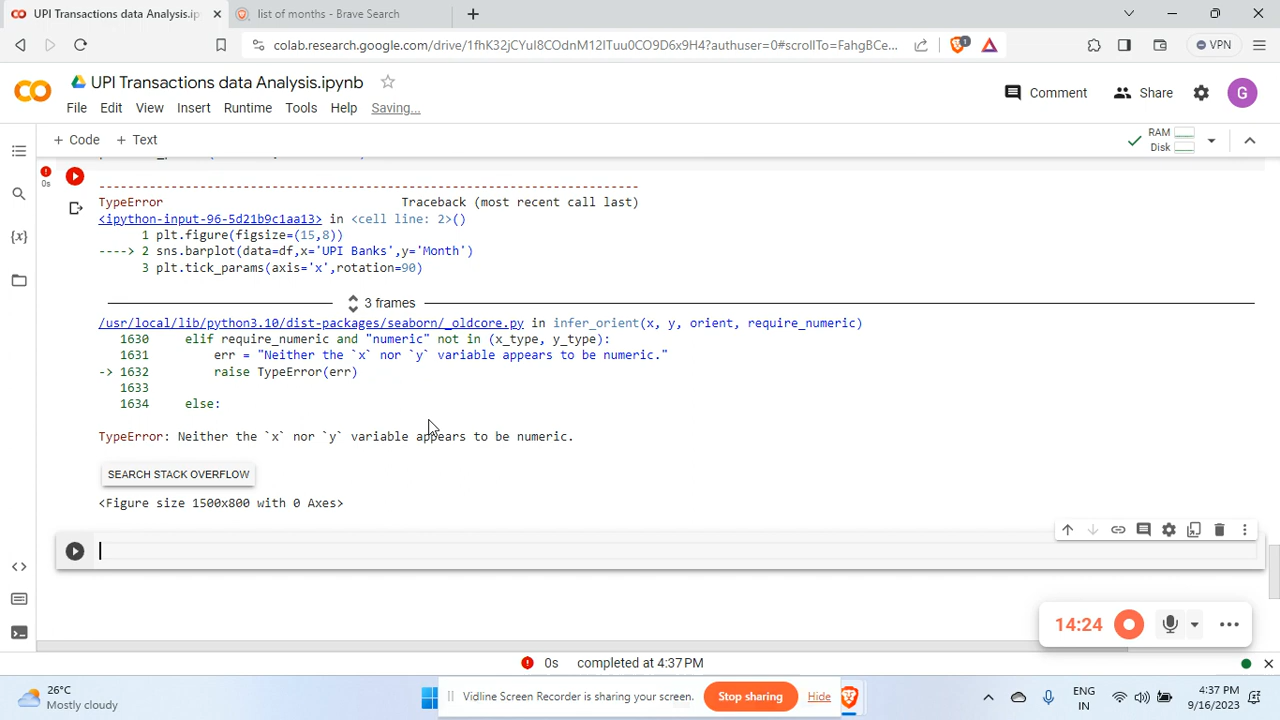 UPI Transactions data Analysis.ip
list of months - Brave Search
colab.research.google.com/drive/1fhK32jCYuI8COdnM12ITuu0CO9D6x9H4?authuser=0#scrollTo=FahgBCe...
1
VPN
CO
UPI Transactions data Analysis.ipynb
File Edit View Insert Runtime Tools Help Saving...
Comment
Share
G
+ Code + Text
RAM
Disk
0s
---------------------------------------------------------------------------
TypeError Traceback (most recent call last)
<ipython-input-96-5d21b9c1aa13> in <cell line: 2>()
1 plt.figure(figsize=(15,8))
----> 2 sns.barplot(data=df,x='UPI Banks',y='Month')
3 plt.tick_params(axis='x',rotation=90)
3 frames
/usr/local/lib/python3.10/dist-packages/seaborn/_oldcore.py in infer_orient(x, y, orient, require_numeric)
1630 elif require_numeric and "numeric" not in (x_type, y_type):
1631 err = "Neither the `x` nor `y` variable appears to be numeric."
-> 1632 raise TypeError(err)
1633
1634 else:
TypeError: Neither the `x` nor `y` variable appears to be numeric.
SEARCH STACK OVERFLOW
<Figure size 1500x800 with 0 Axes>
14:24
0s completed at 4:37 PM
26°C
Mostly cloudy
Vidline Screen Recorder is sharing your screen.
Stop sharing
Hide
ENG
IN
4:37 PM
9/16/2023